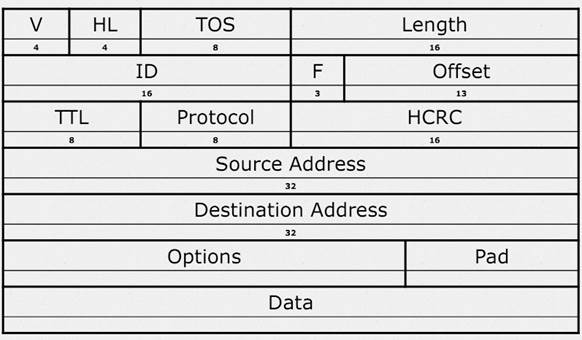 V HL TOS Length
4 4 8 16
ID F Offset
16 3 13
TTL Protocol HCRC
8 8 16
Source Address
32
Destination Address
32
Options Pad
Data